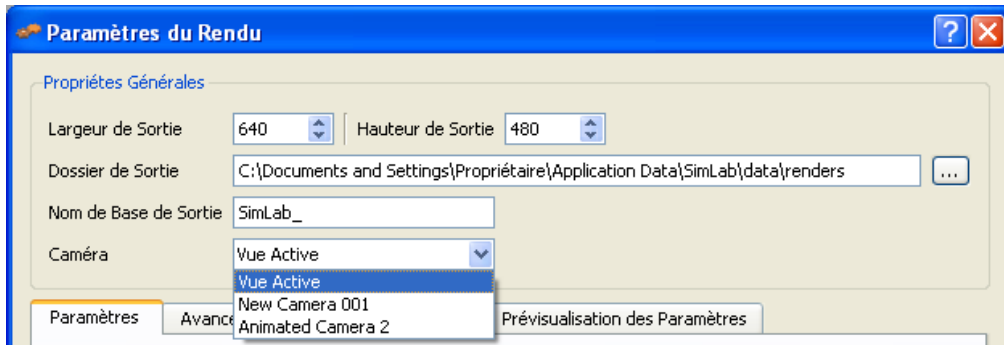 Paramètres du Rendu
Propriétes Générales
Largeur de Sortie 640 Hauteur de Sortie 480
Dossier de Sortie C:\Documents and Settings\Propriétaire\Application Data\SimLab\data\renders ...
Nom de Base de Sortie SimLab_
Caméra Vue Active
Vue Active
New Camera 001
Animated Camera 2
Paramètres Prévisualisation des Paramètres